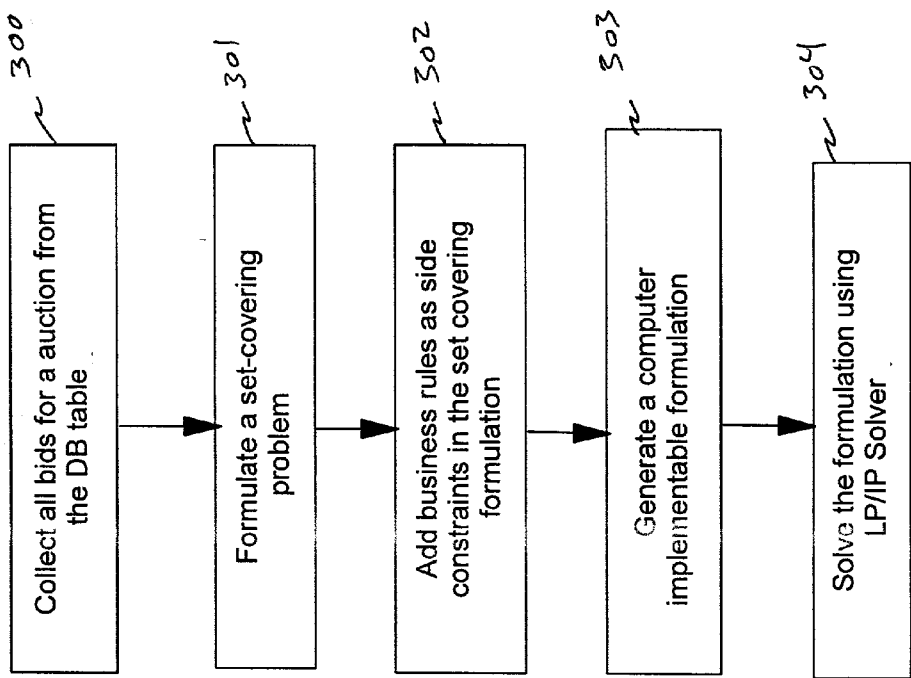 300
Collect all bids for a auction from
the DB table
301
Formulate a set-covering
problem
302
Add business rules as side
constraints in the set covering
formulation
303
Generate a computer
implementable formulation
304
Solve the formulation using
LP/IP Solver